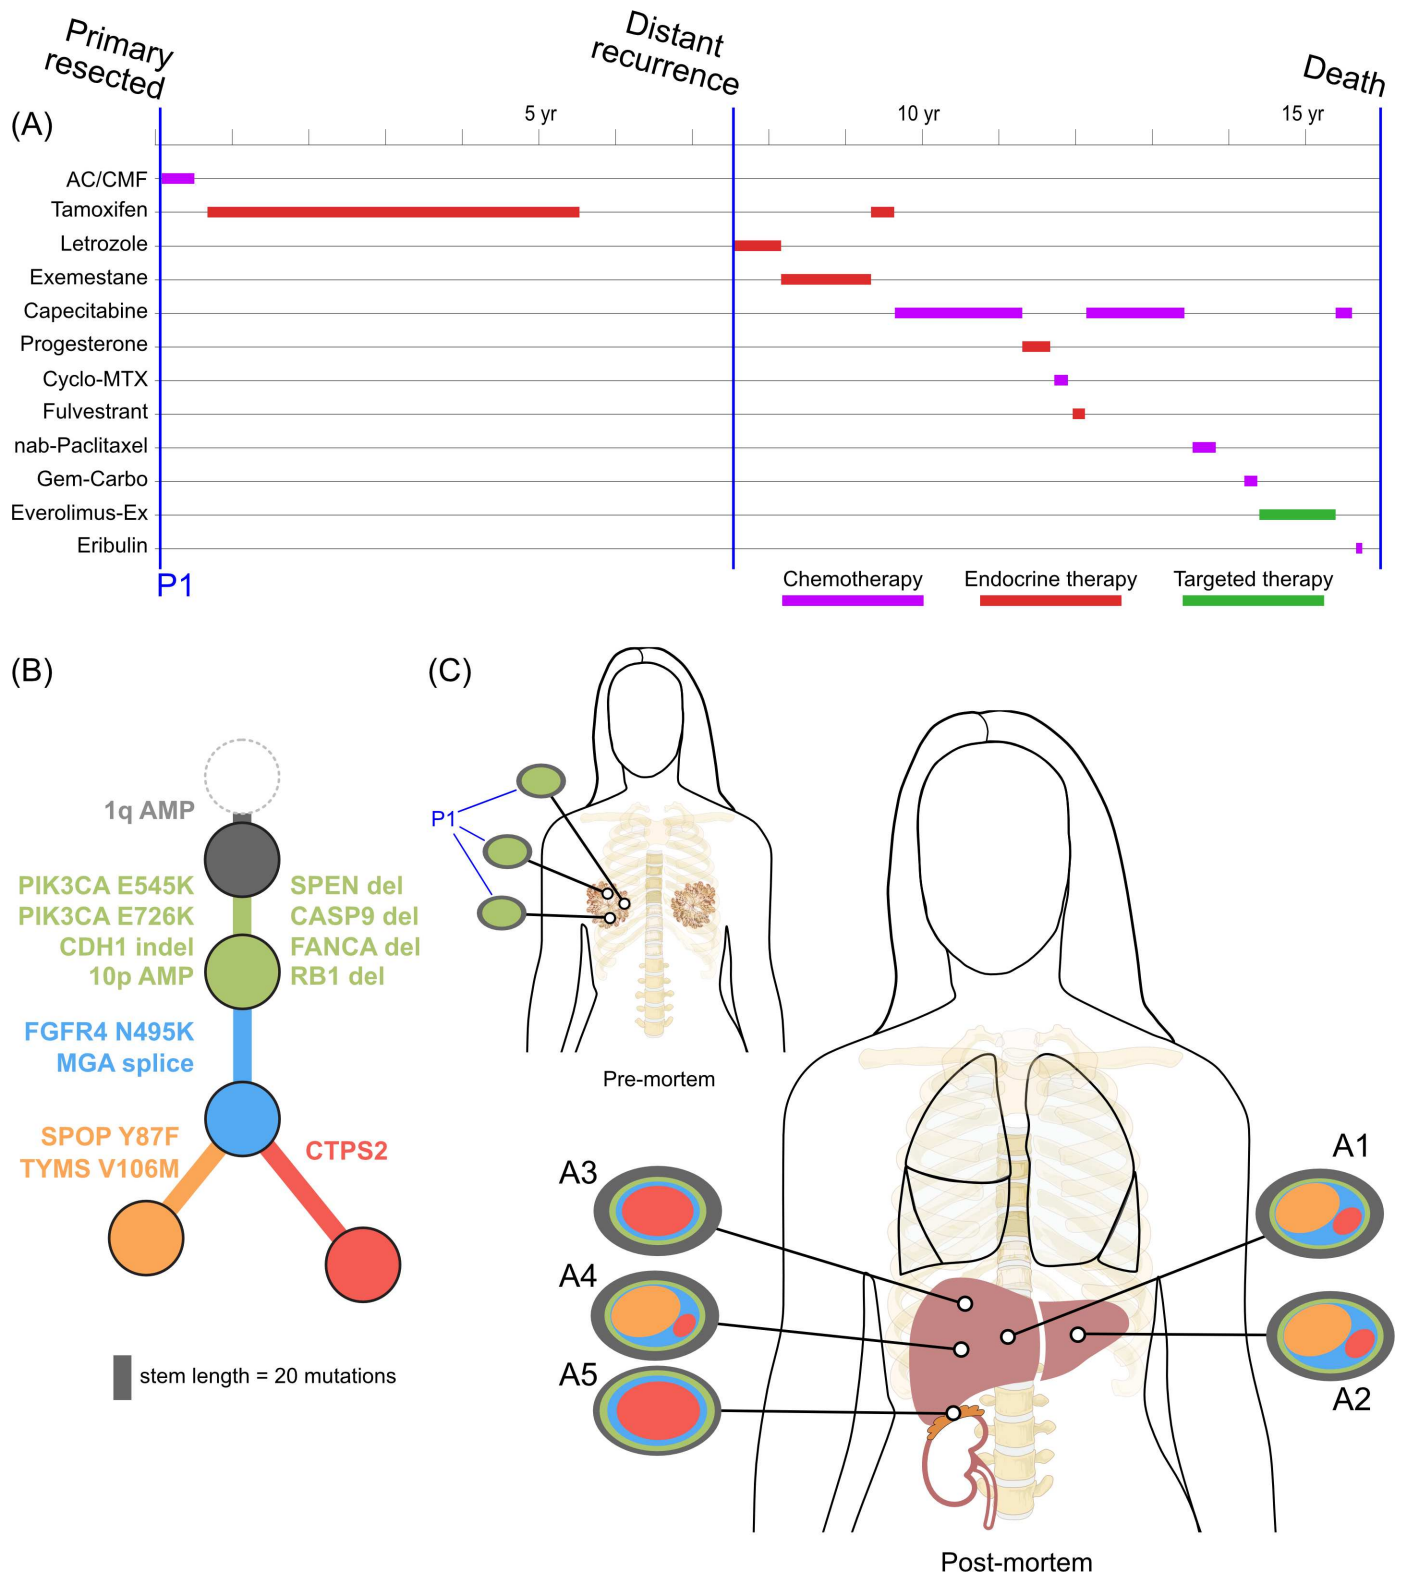 Primary
resected
Distant
recurrence
Death
(A)
5 yr
10 yr
15 yr
AC/CMF
Tamoxifen
Letrozole
Exemestane
Capecitabine
Progesterone
Cyclo-MTX
Fulvestrant
nab-Paclitaxel
Gem-Carbo
Everolimus-Ex
Eribulin
P1
Chemotherapy
Endocrine therapy
Targeted therapy
(B)
1q AMP
PIK3CA E545K
PIK3CA E726K
CDH1 indel
10p AMP
SPEN del
CASP9 del
FANCA del
RB1 del
FGFR4 N495K
MGA splice
SPOP Y87F
TYMS V106M
CTPS2
stem length = 20 mutations
(C)
P1
Pre-mortem
A3
A4
A5
A1
A2
Post-mortem